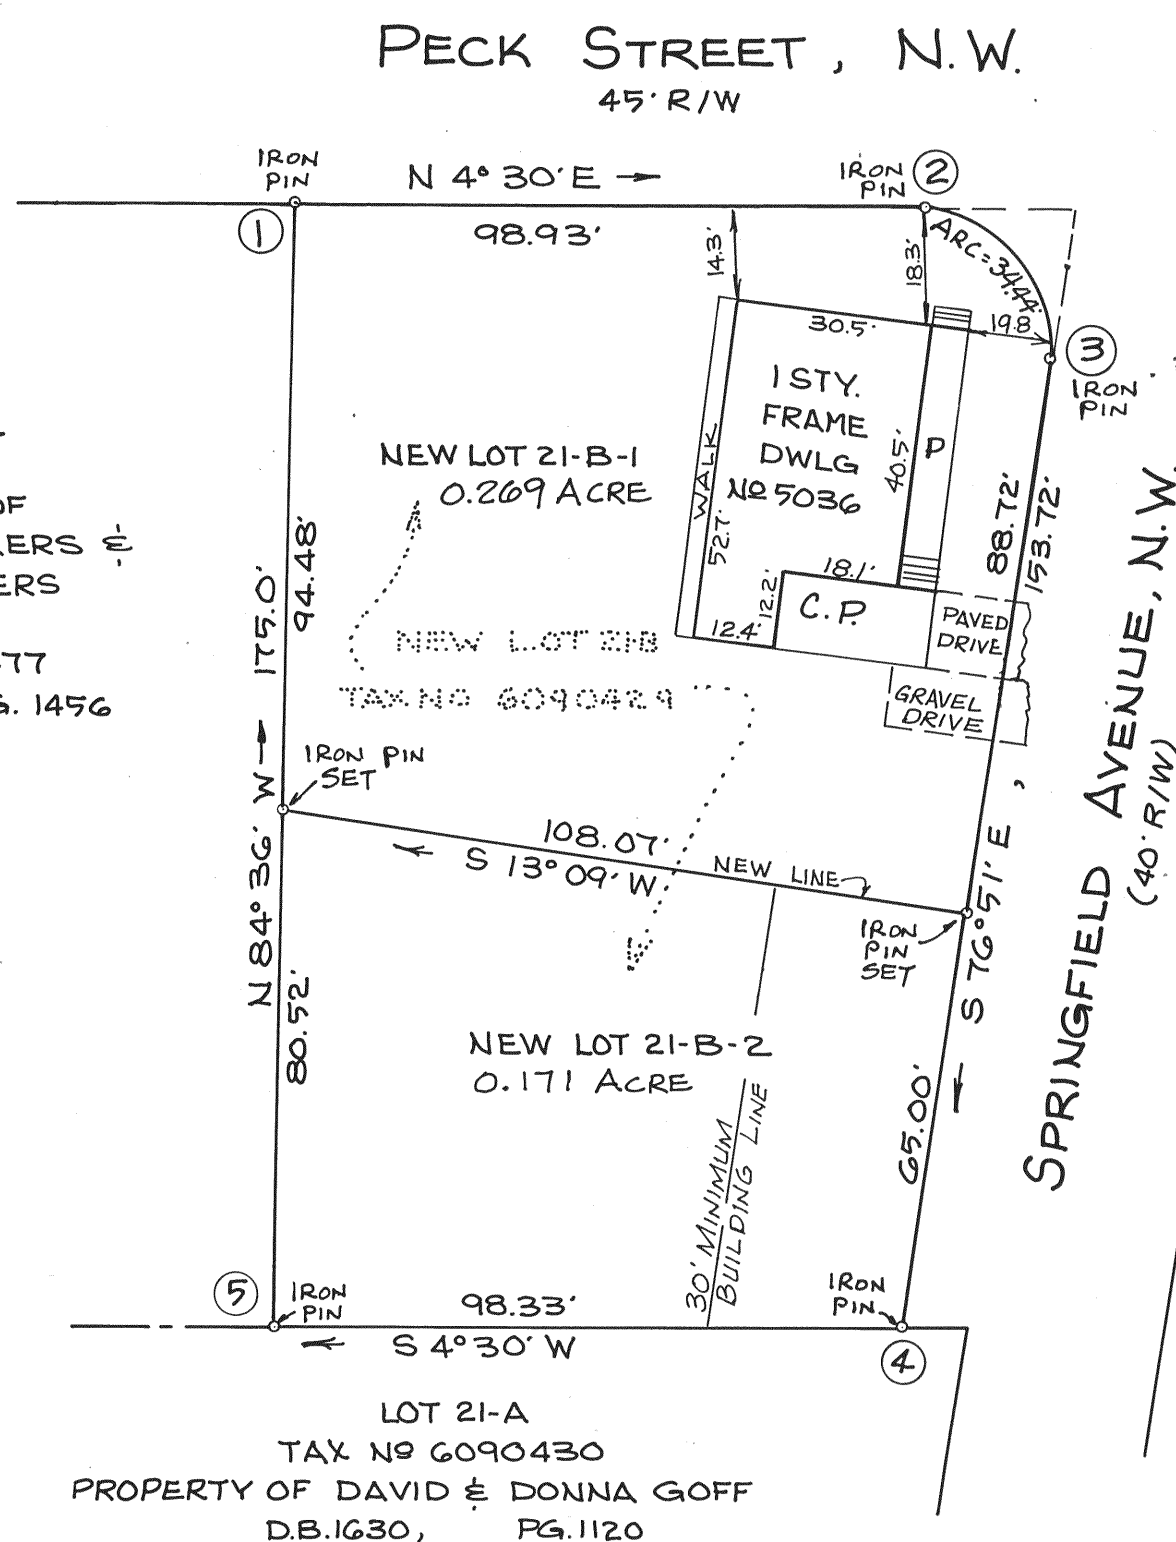 PECK STREET, N.W.
45' R/W
IRON
PIN
N 4° 30' E
IRON
PIN
2
1
98.93'
ARC=34.44'
14.3'
18.3'
30.5'
19.8
3
IRON
PIN
1 STY.
FRAME
DWLG
No 5036
P
40.5'
WALK
52.7'
NEW LOT 21-B-1
0.269 ACRE
OF
ERS &
ERS
77
G. 1456
175.0'
94.48'
88.72'
153.72'
18.1'
12.2'
C.P.
12.4'
PAVED
DRIVE
GRAVEL
DRIVE
NEW LOT 21B
TAX NO 6090429
IRON PIN
SET
N 84° 36' W
108.07'
S 13° 09' W
NEW LINE
IRON
PIN
SET
S 76° 51' E,
SPRINGFIELD AVENUE, N.W.
(40' R/W)
80.52'
NEW LOT 21-B-2
0.171 ACRE
65.00'
30' MINIMUM
BUILDING LINE
5
IRON
PIN
98.33'
IRON
PIN
S 4° 30' W
4
LOT 21-A
TAX No 6090430
PROPERTY OF DAVID & DONNA GOFF
D.B. 1630, PG. 1120